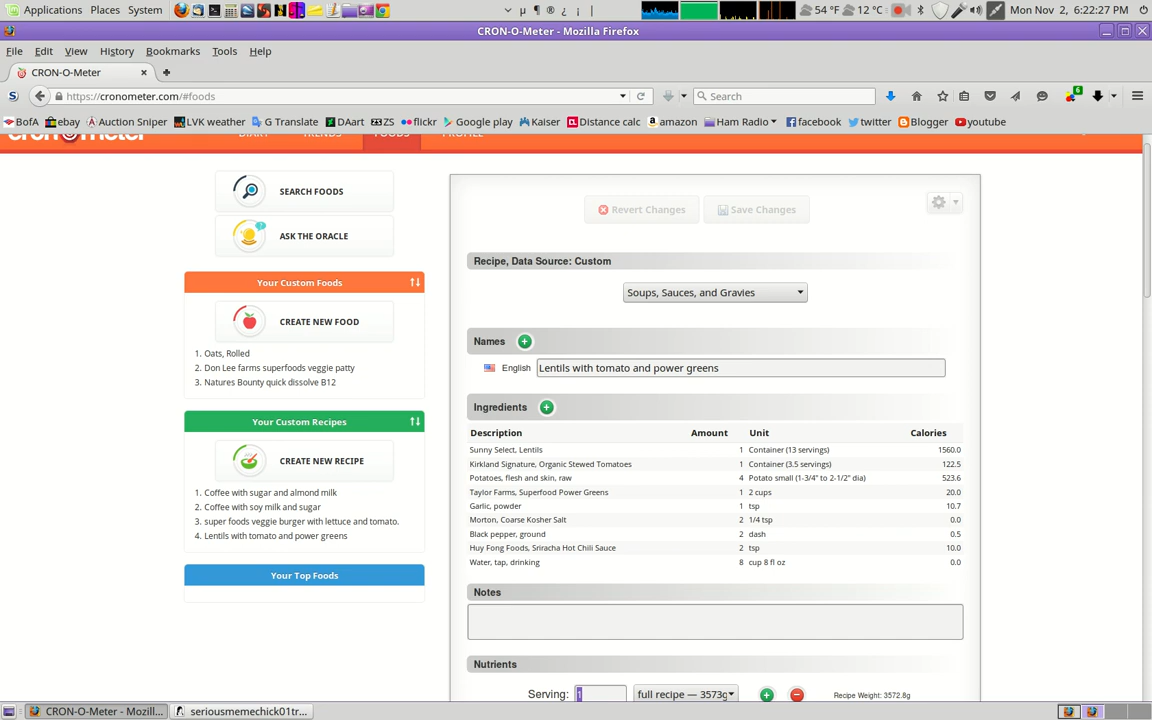 Applications Places System 54 °F 12 °C Mon Nov 2, 6:22:27 PM
CRON-O-Meter - Mozilla Firefox
File Edit View History Bookmarks Tools Help
CRON-O-Meter
https://cronometer.com/#foods Search 6
BofA ebay Auction Sniper LVK weather G Translate DAart ZS flickr Google play Kaiser Distance calc amazon Ham Radio facebook twitter Blogger youtube
SEARCH FOODS
ASK THE ORACLE
Your Custom Foods
CREATE NEW FOOD
1. Oats, Rolled
2. Don Lee farms superfoods veggie patty
3. Natures Bounty quick dissolve B12
Your Custom Recipes
CREATE NEW RECIPE
1. Coffee with sugar and almond milk
2. Coffee with soy milk and sugar
3. super foods veggie burger with lettuce and tomato.
4. Lentils with tomato and power greens
Your Top Foods
Revert Changes Save Changes
Recipe, Data Source: Custom
Soups, Sauces, and Gravies
Names
English Lentils with tomato and power greens
Ingredients
Description Amount Unit Calories
Sunny Select, Lentils 1 Container (13 servings) 1560.0
Kirkland Signature, Organic Stewed Tomatoes 1 Container (3.5 servings) 122.5
Potatoes, flesh and skin, raw 4 Potato small (1-3/4" to 2-1/2" dia) 523.6
Taylor Farms, Superfood Power Greens 1 2 cups 20.0
Garlic, powder 1 tsp 10.7
Morton, Coarse Kosher Salt 2 1/4 tsp 0.0
Black pepper, ground 2 dash 0.5
Huy Fong Foods, Sriracha Hot Chili Sauce 2 tsp 10.0
Water, tap, drinking 8 cup 8 fl oz 0.0
Notes
Nutrients
Serving: 1 full recipe — 3573g Recipe Weight: 3572.8g
CRON-O-Meter - Mozill... seriousmemechick01tr...